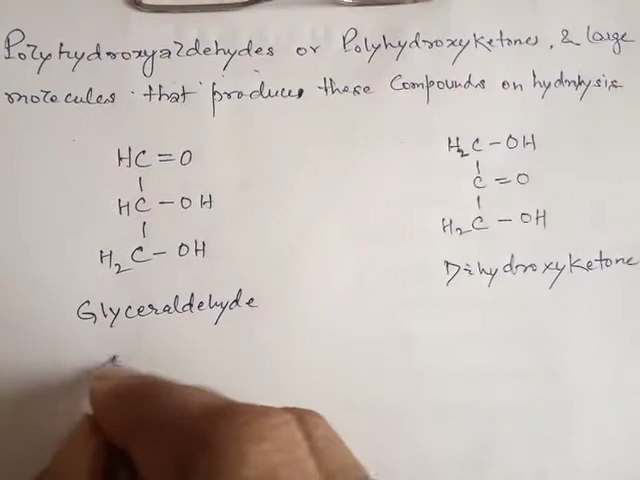 Polyhydroxyaldehydes or Polyhydroxyketones, & large
molecules that produces these compounds on hydrolysis
HC=O
HC-OH
H₂C-OH
Glyceraldehyde
H₂C-OH
C=O
H₂C-OH
Dihydroxyketone